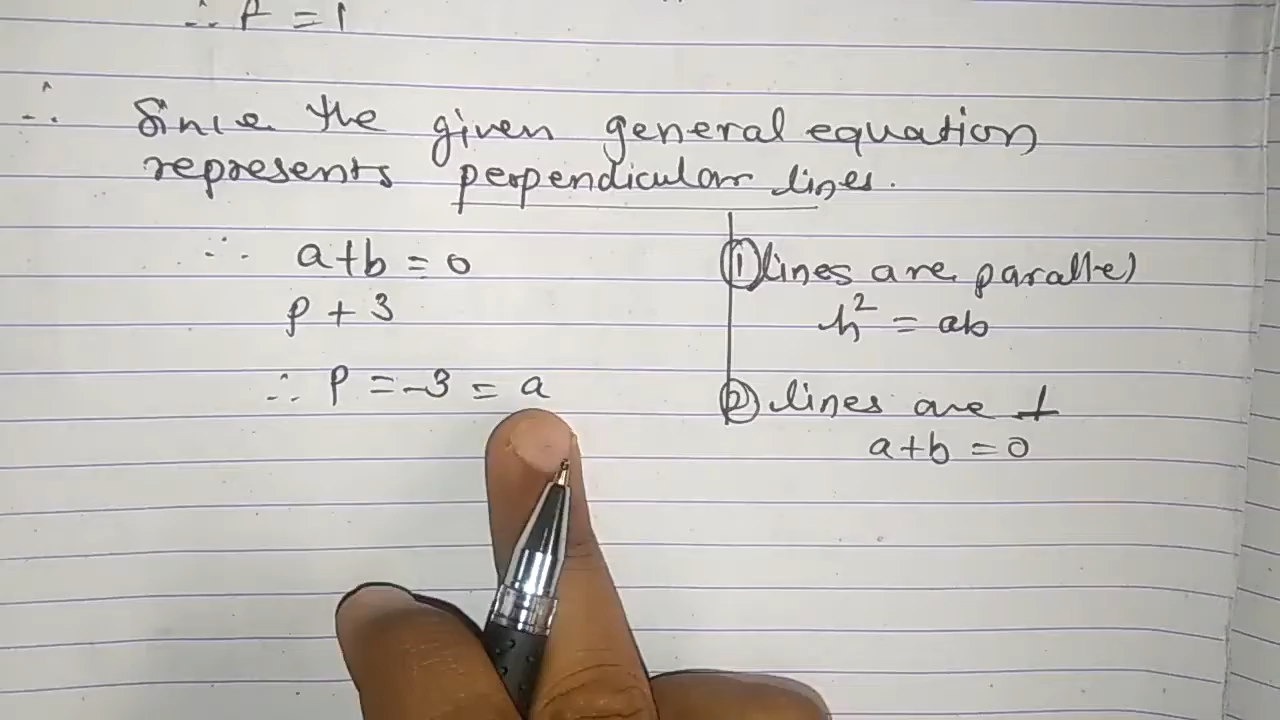 ∴ f = 1
∴ Since the given general equation
represents perpendicular lines.
∴ a+b = 0
p + 3
∴ P = -3 = a
① lines are parallel
h² = ab
② lines are ⊥
a+b = 0